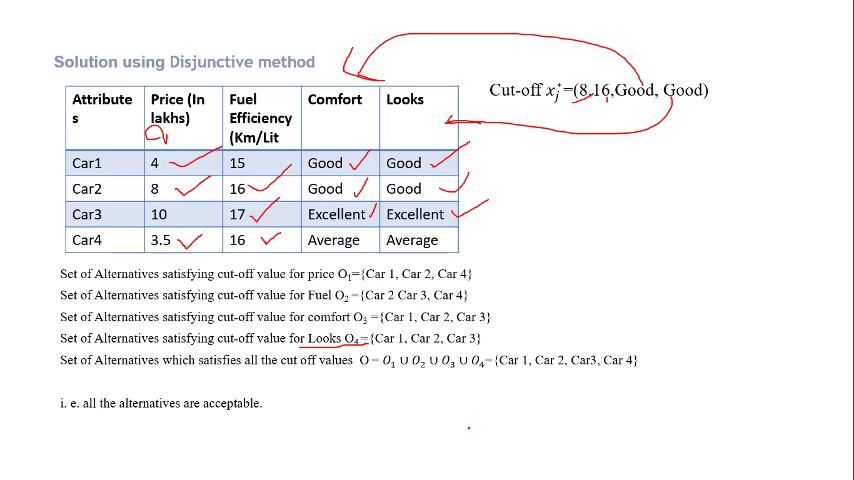 Solution using Disjunctive method
Cut-off x*j =(8,16,Good, Good)
Attributes Price (In lakhs) Fuel Efficiency (Km/Lit Comfort Looks
Car1 4 15 Good Good
Car2 8 16 Good Good
Car3 10 17 Excellent Excellent
Car4 3.5 16 Average Average
Set of Alternatives satisfying cut-off value for price O₁={Car 1, Car 2, Car 4}
Set of Alternatives satisfying cut-off value for Fuel O₂ ={Car 2 Car 3, Car 4}
Set of Alternatives satisfying cut-off value for comfort O₃ ={Car 1, Car 2, Car 3}
Set of Alternatives satisfying cut-off value for Looks O₄ ={Car 1, Car 2, Car 3}
Set of Alternatives which satisfies all the cut off values O = O₁ ∪ O₂ ∪ O₃ ∪ O₄={Car 1, Car 2, Car3, Car 4}
i. e. all the alternatives are acceptable.